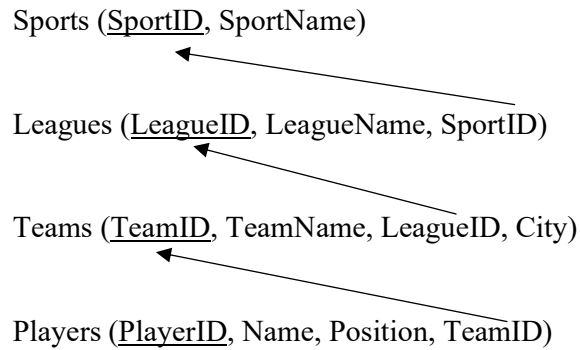 Sports (SportID, SportName)
Leagues (LeagueID, LeagueName, SportID)
Teams (TeamID, TeamName, LeagueID, City)
Players (PlayerID, Name, Position, TeamID)